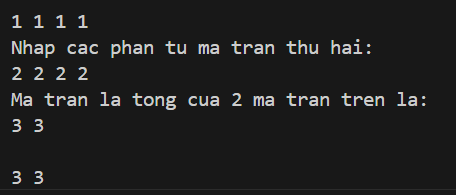 1 1 1 1
Nhap cac phan tu ma tran thu hai:
2 2 2 2
Ma tran la tong cua 2 ma tran tren la:
3 3
3 3